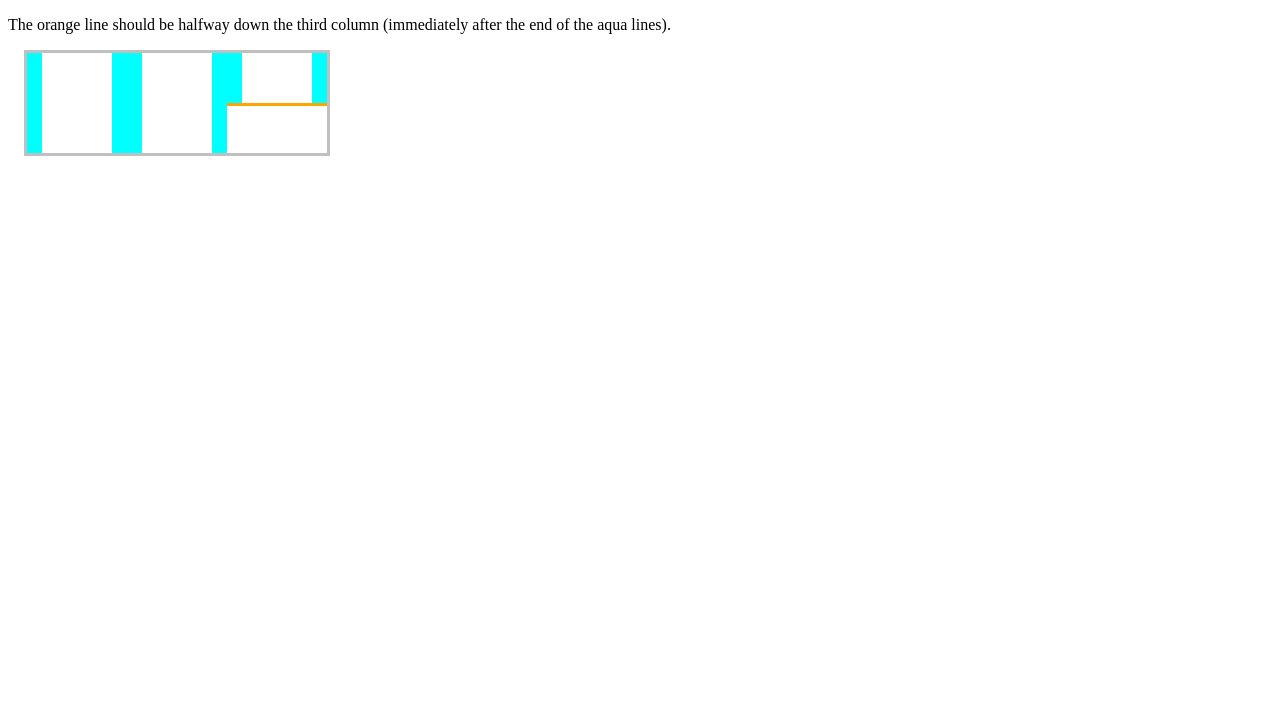 The orange line should be halfway down the third column (immediately after the end of the aqua lines).